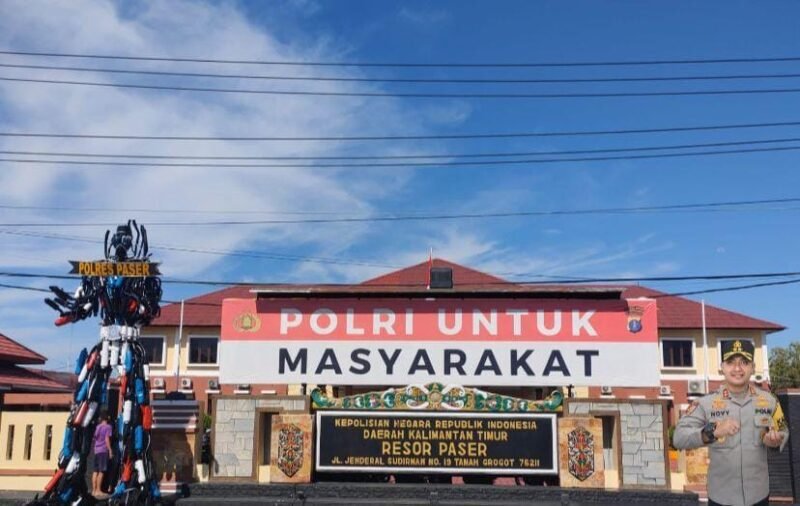 POLRES PASER
POLRI UNTUK
MASYARAKAT
KEPOLISIAN NEGARA REPUBLIK INDONESIA
DAERAH KALIMANTAN TIMUR
RESOR PASER
JL. JENDERAL SUDIRMAN NO. 19 TANAH GROGOT 76211
NOVY
POLRI